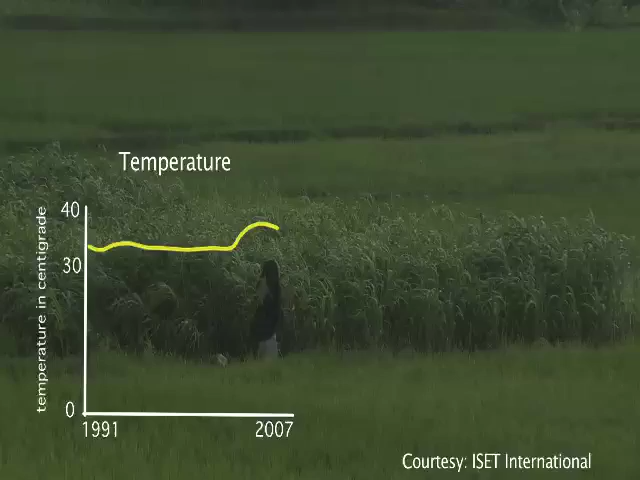 Temperature
40
30
0
temperature in centigrade
1991
2007
Courtesy: ISET International